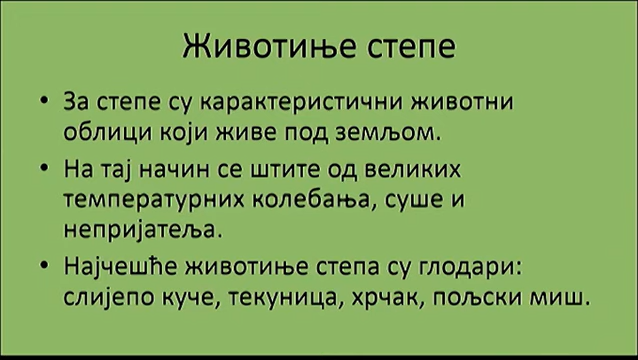 Животиње степе
• За степе су карактеристични животни
облици који живе под земљом.
• На тај начин се штите од великих
температурних колебања, суше и
непријатеља.
• Најчешће животиње степа су глодари:
слијепо куче, текуница, хрчак, пољски миш.